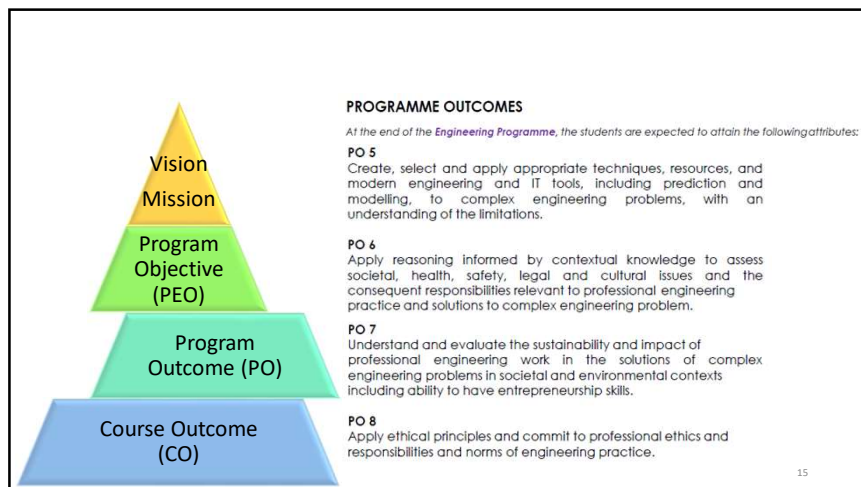 Vision
Mission
Program
Objective
(PEO)
Program
Outcome (PO)
Course Outcome
(CO)
PROGRAMME OUTCOMES
At the end of the Engineering Programme, the students are expected to attain the following attributes:
PO 5
Create, select and apply appropriate techniques, resources, and
modern engineering and IT tools, including prediction and
modelling, to complex engineering problems, with an
understanding of the limitations.
PO 6
Apply reasoning informed by contextual knowledge to assess
societal, health, safety, legal and cultural issues and the
consequent responsibilities relevant to professional engineering
practice and solutions to complex engineering problem.
PO 7
Understand and evaluate the sustainability and impact of
professional engineering work in the solutions of complex
engineering problems in societal and environmental contexts
including ability to have entrepreneurship skills.
PO 8
Apply ethical principles and commit to professional ethics and
responsibilities and norms of engineering practice.
15